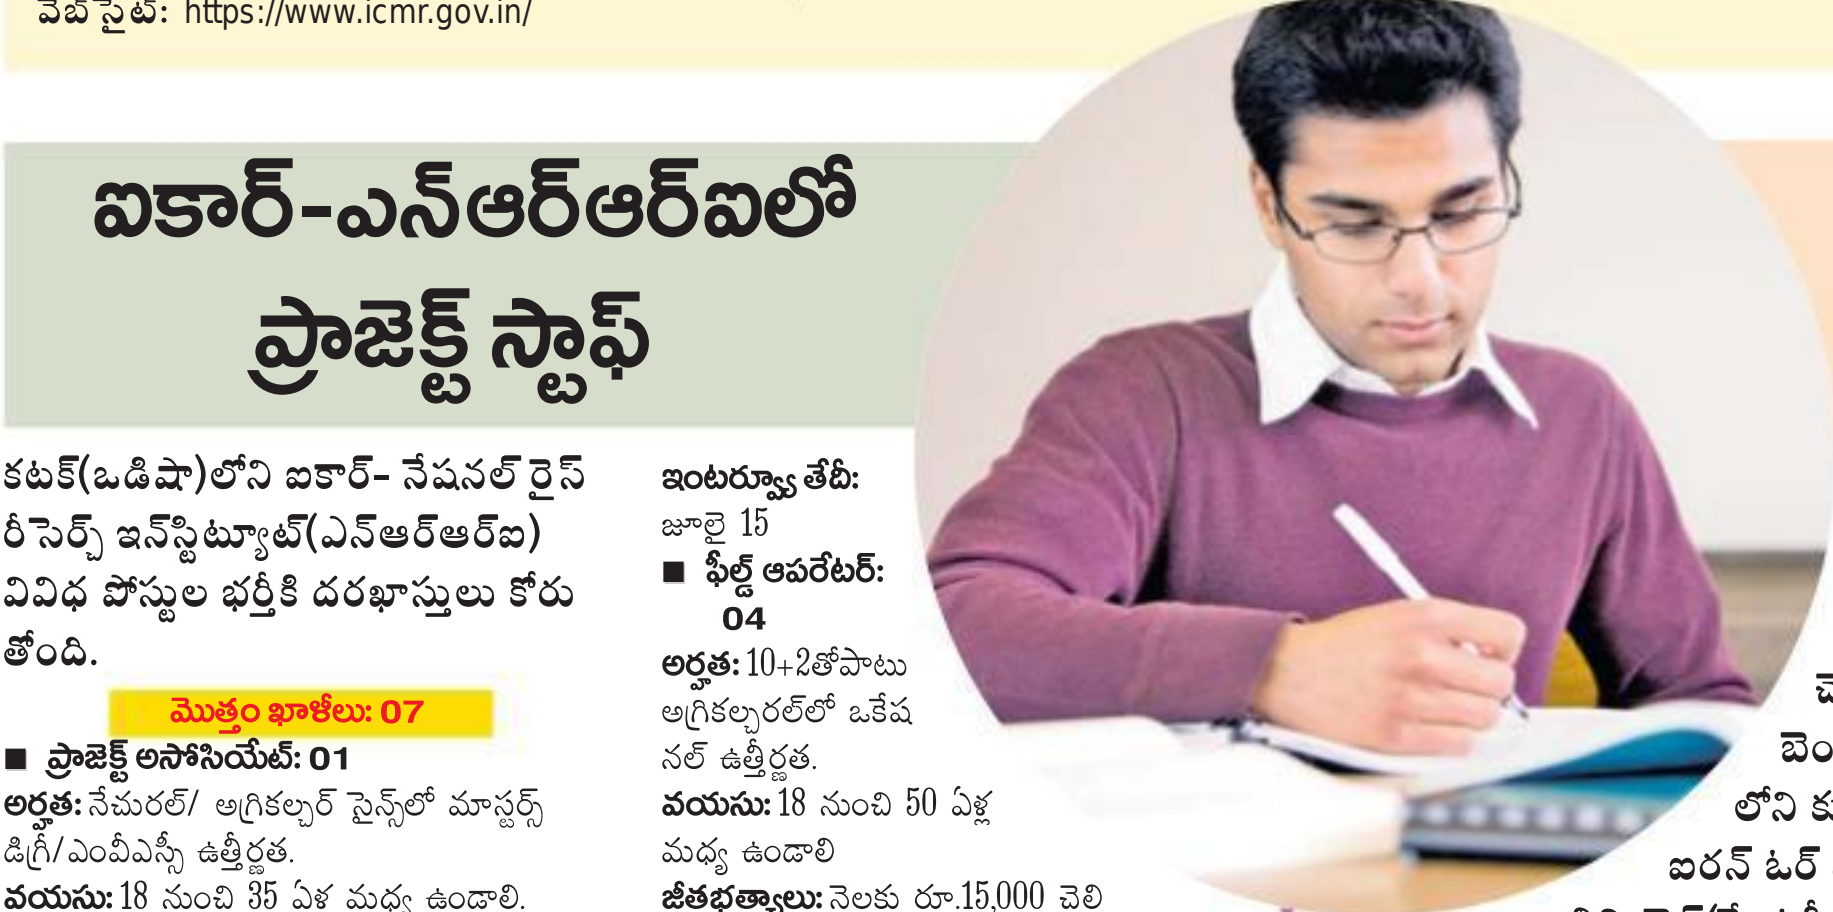 వెబ్‌సైట్: https://www.icmr.gov.in/
ఐకార్-ఎన్ఆర్ఆర్ఐలో
ప్రాజెక్ట్ స్టాఫ్
కటక్(ఒడిషా)లోని ఐకార్- నేషనల్ రైస్
రీసెర్చ్ ఇన్‌స్టిట్యూట్(ఎన్ఆర్ఆర్ఐ)
వివిధ పోస్టుల భర్తీకి దరఖాస్తులు కోరు
తోంది.
మొత్తం ఖాళీలు: 07
■ ప్రాజెక్ట్ అసోసియేట్: 01
అర్హత: నేచురల్/ అగ్రికల్చర్ సైన్స్‌లో మాస్టర్స్
డిగ్రీ/ఎంవీఎస్సీ ఉత్తీర్ణత.
వయసు: 18 నుంచి 35 ఏళ మధ్య ఉండాలి.
ఇంటర్వ్యూ తేదీ:
జూలై 15
■ ఫీల్డ్ ఆపరేటర్:
04
అర్హత: 10+2తోపాటు
అగ్రికల్చరల్‌లో ఒకేష
నల్ ఉత్తీర్ణత.
వయసు: 18 నుంచి 50 ఏళ్ల
మధ్య ఉండాలి
జీతభత్యాలు: నెలకు రూ.15,000 చెలి
చె
బెం
లోని కు
ఐరన్ ఓర్